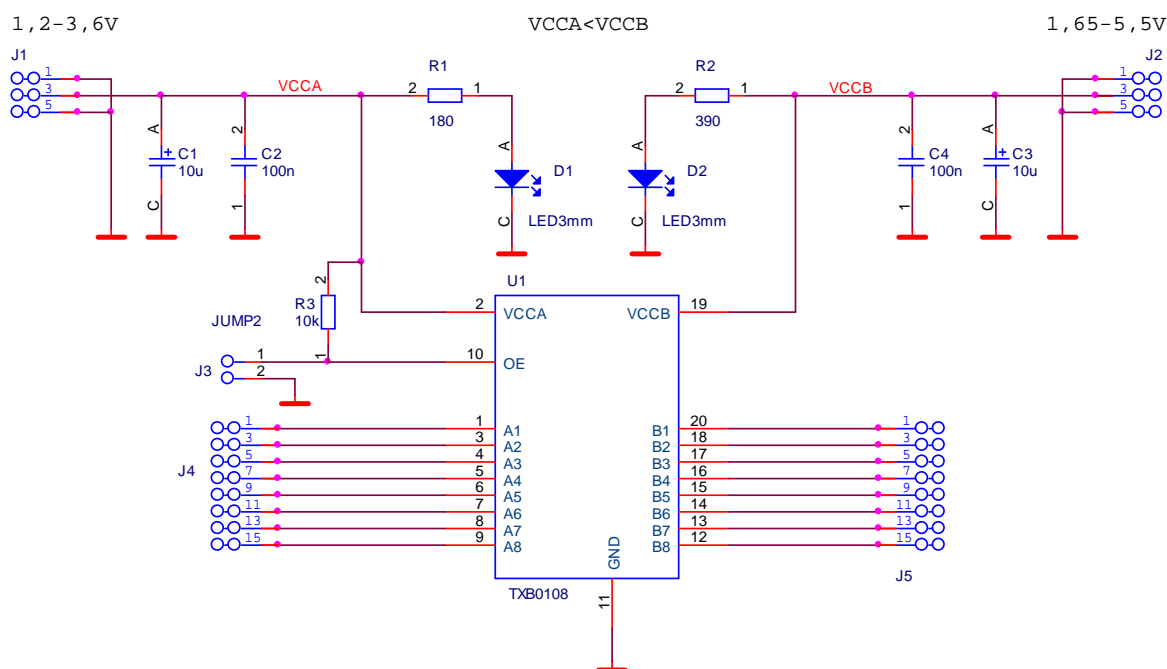 1,2-3,6V VCCA<VCCB 1,65-5,5V
J1 R1 R2 J2
1 VCCA 2 1 2 1 VCCB 1
3 3
5 180 390 5
A 2 A A 2 A
C1 C2 D1 D2 C4 C3
10u 100n 100n 10u
C 1 C LED3mm C LED3mm 1 C
U1
2
R3 2 VCCA VCCB 19
10k
JUMP2
1 1 10 OE
J3 2
1 1 A1 B1 20 1
3 3 A2 B2 18 3
5 4 A3 B3 17 5
J4 7 5 A4 B4 16 7
9 6 A5 B5 15 9
11 7 A6 B6 14 11
13 8 A7 B7 13 13
15 9 A8 B8 12 15
GND
J5
TXB0108
11